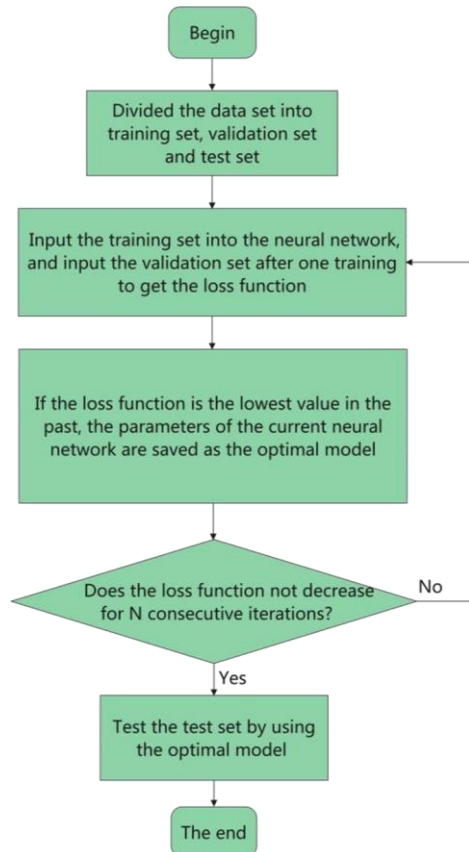 Begin
Divided the data set into
training set, validation set
and test set
Input the training set into the neural network,
and input the validation set after one training
to get the loss function
If the loss function is the lowest value in the
past, the parameters of the current neural
network are saved as the optimal model
Does the loss function not decrease
for N consecutive iterations?
No
Yes
Test the test set by using
the optimal model
The end